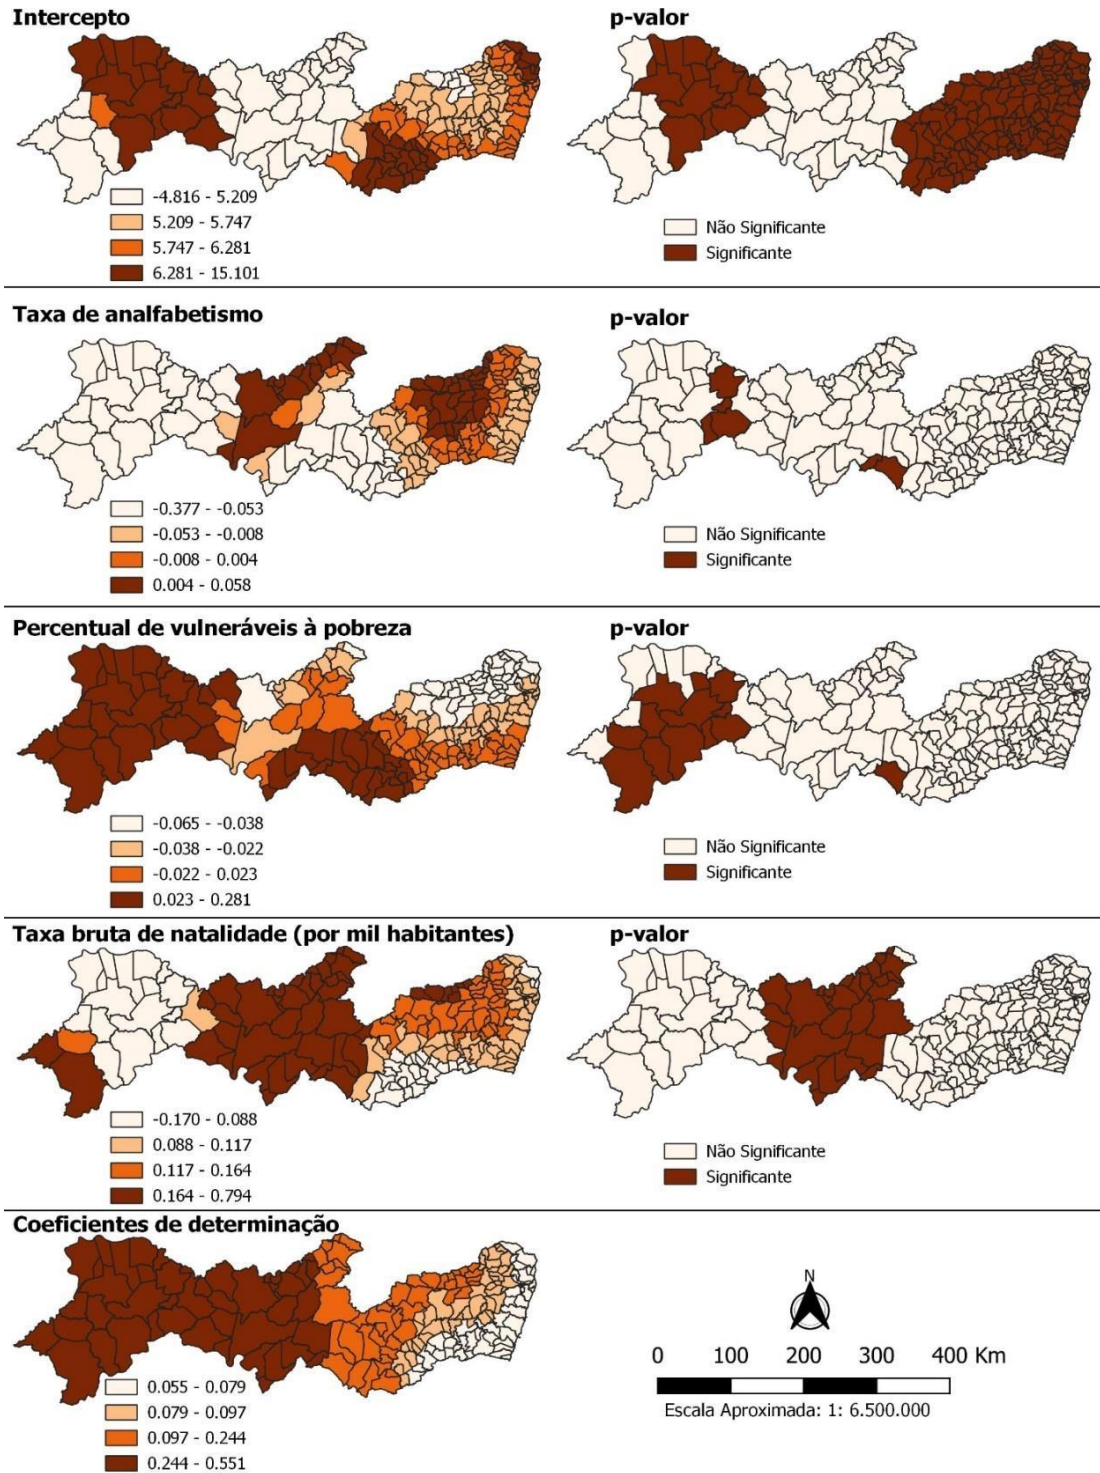 Intercepto
p-valor
-4.816 - 5.209
5.209 - 5.747
5.747 - 6.281
6.281 - 15.101
Não Significante
Significante
Taxa de analfabetismo
p-valor
-0.377 - -0.053
-0.053 - -0.008
-0.008 - 0.004
0.004 - 0.058
Não Significante
Significante
Percentual de vulneráveis à pobreza
p-valor
-0.065 - -0.038
-0.038 - -0.022
-0.022 - 0.023
0.023 - 0.281
Não Significante
Significante
Taxa bruta de natalidade (por mil habitantes)
p-valor
-0.170 - 0.088
0.088 - 0.117
0.117 - 0.164
0.164 - 0.794
Não Significante
Significante
Coeficientes de determinação
0.055 - 0.079
0.079 - 0.097
0.097 - 0.244
0.244 - 0.551
N
0 100 200 300 400 Km
Escala Aproximada: 1: 6.500.000